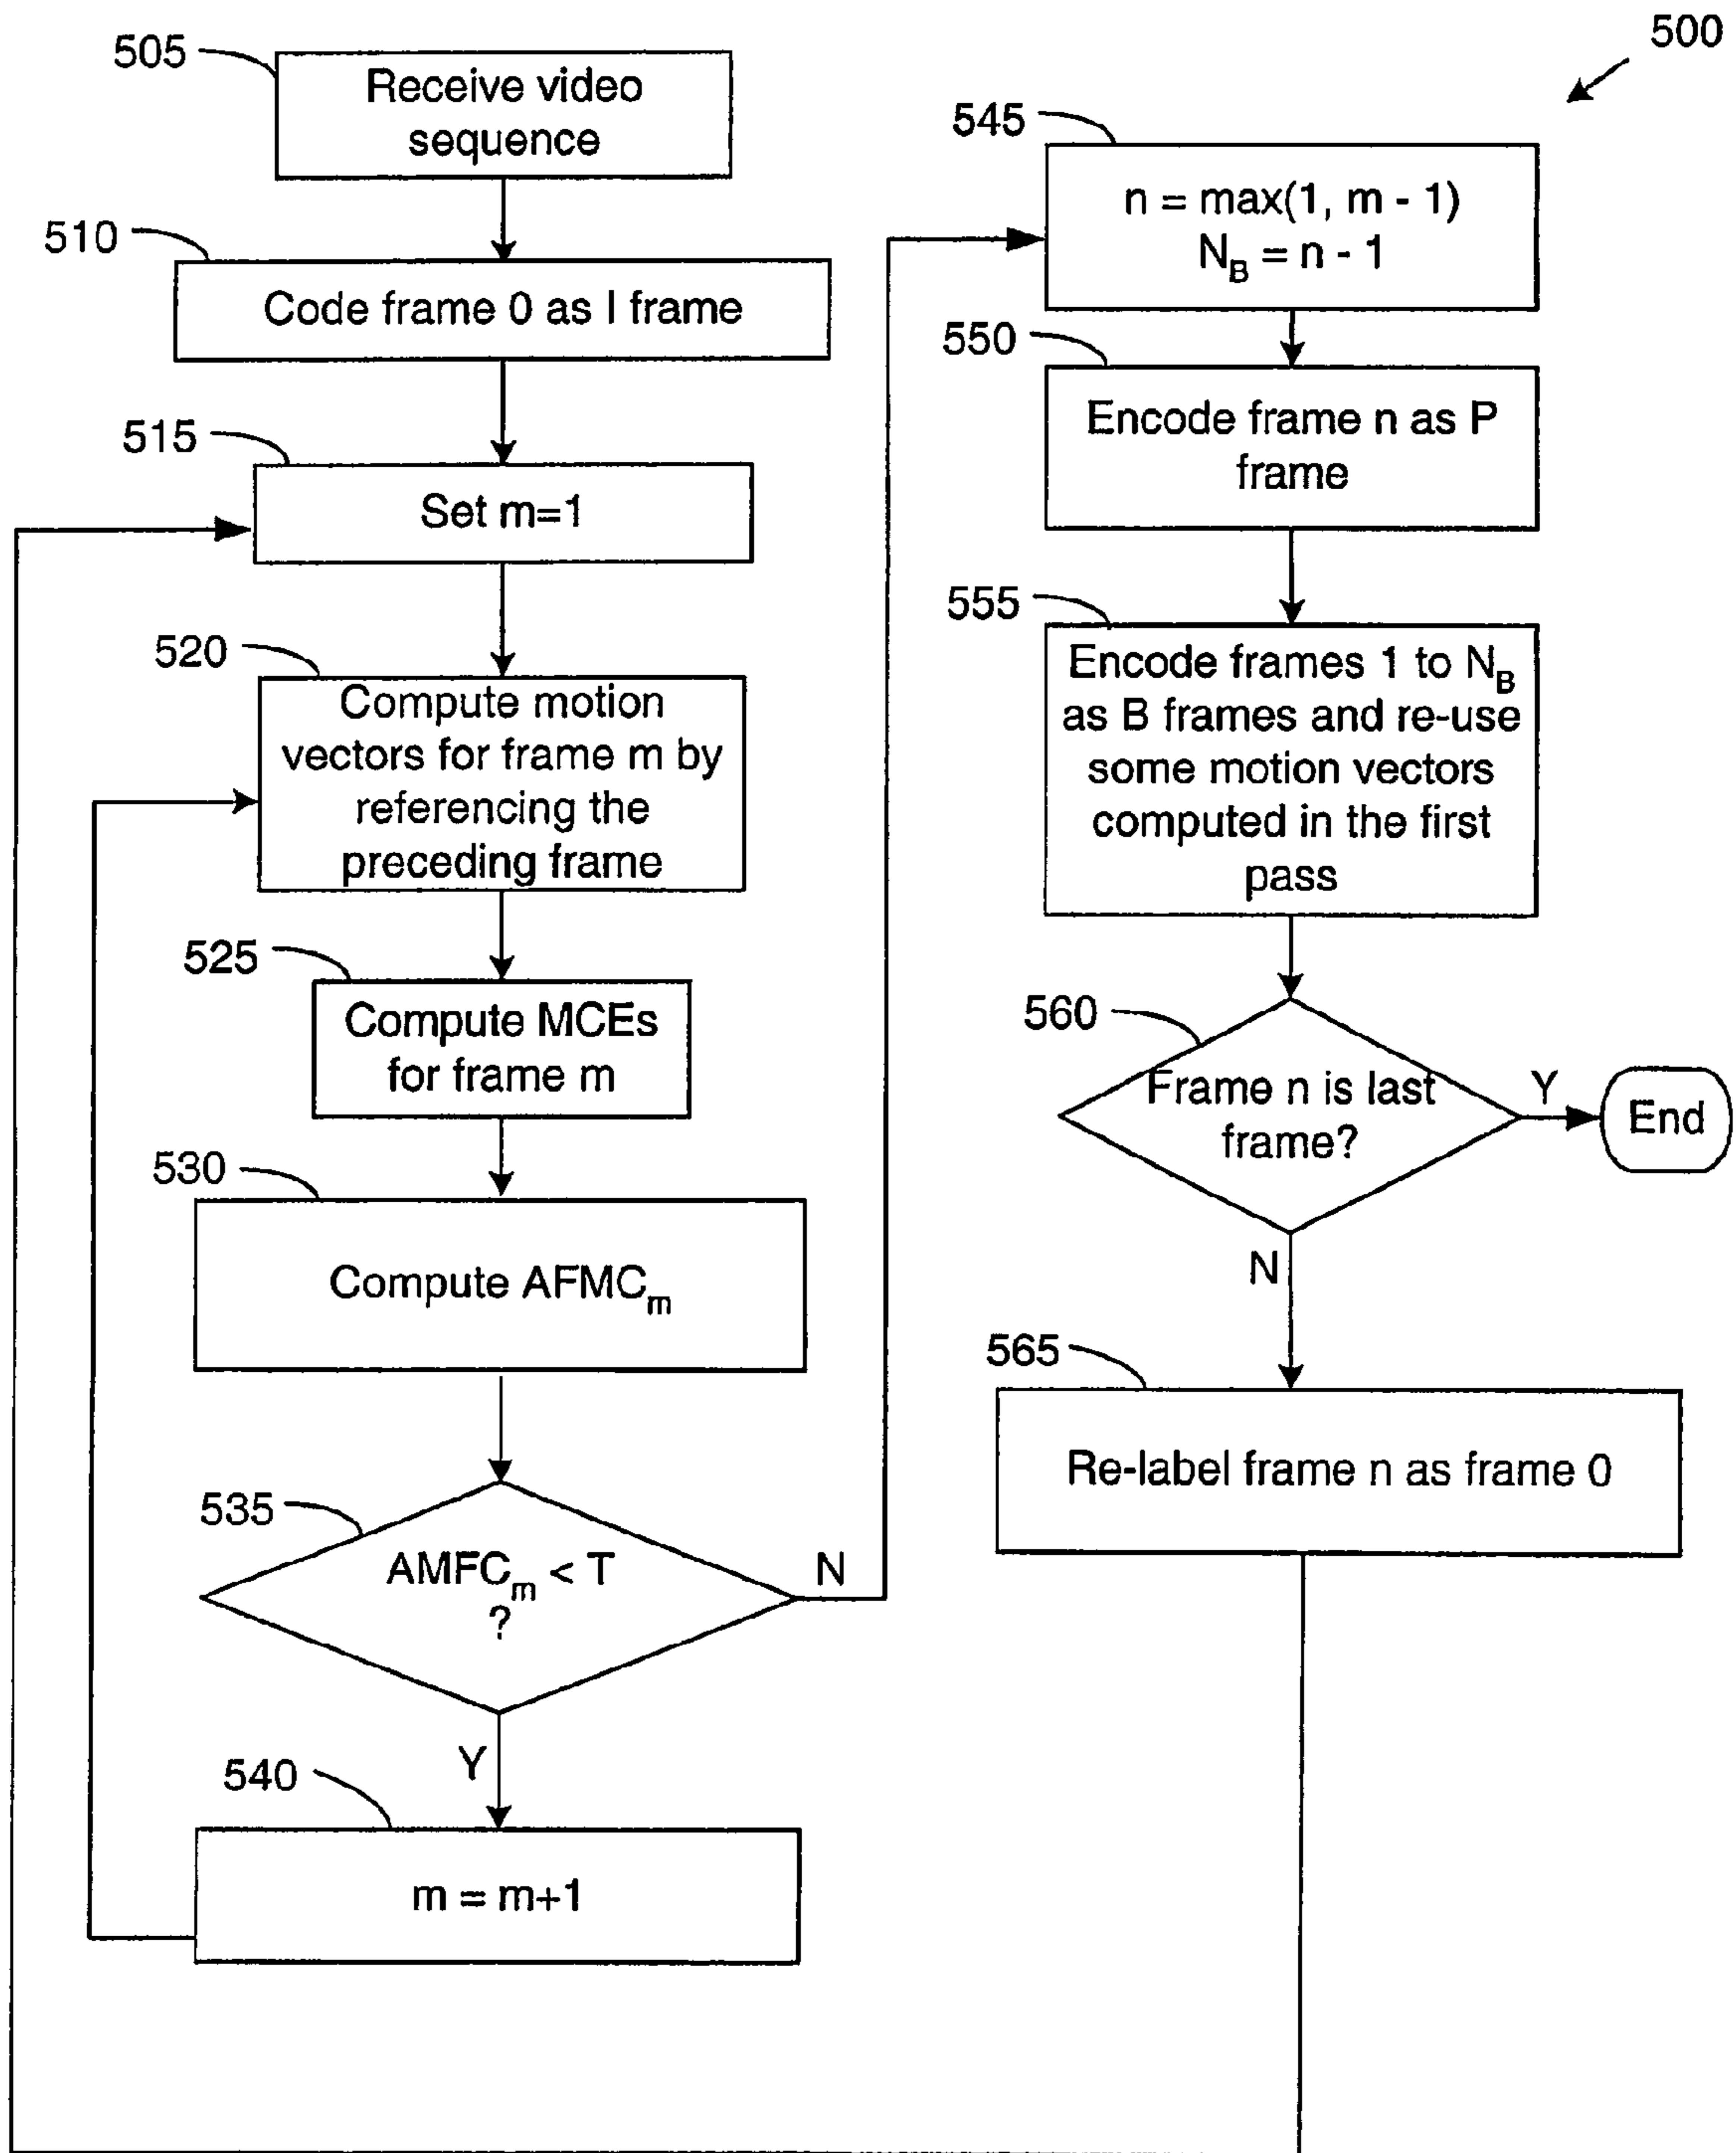 500
505
Receive video
sequence
510
Code frame 0 as I frame
515
Set m=1
520
Compute motion
vectors for frame m by
referencing the
preceding frame
525
Compute MCEs
for frame m
530
Compute AFMCm
535
AMFCm < T
?
N
Y
540
m = m+1
545
n = max(1, m - 1)
NB = n - 1
550
Encode frame n as P
frame
555
Encode frames 1 to NB
as B frames and re-use
some motion vectors
computed in the first
pass
560
Frame n is last
frame?
Y
End
N
565
Re-label frame n as frame 0